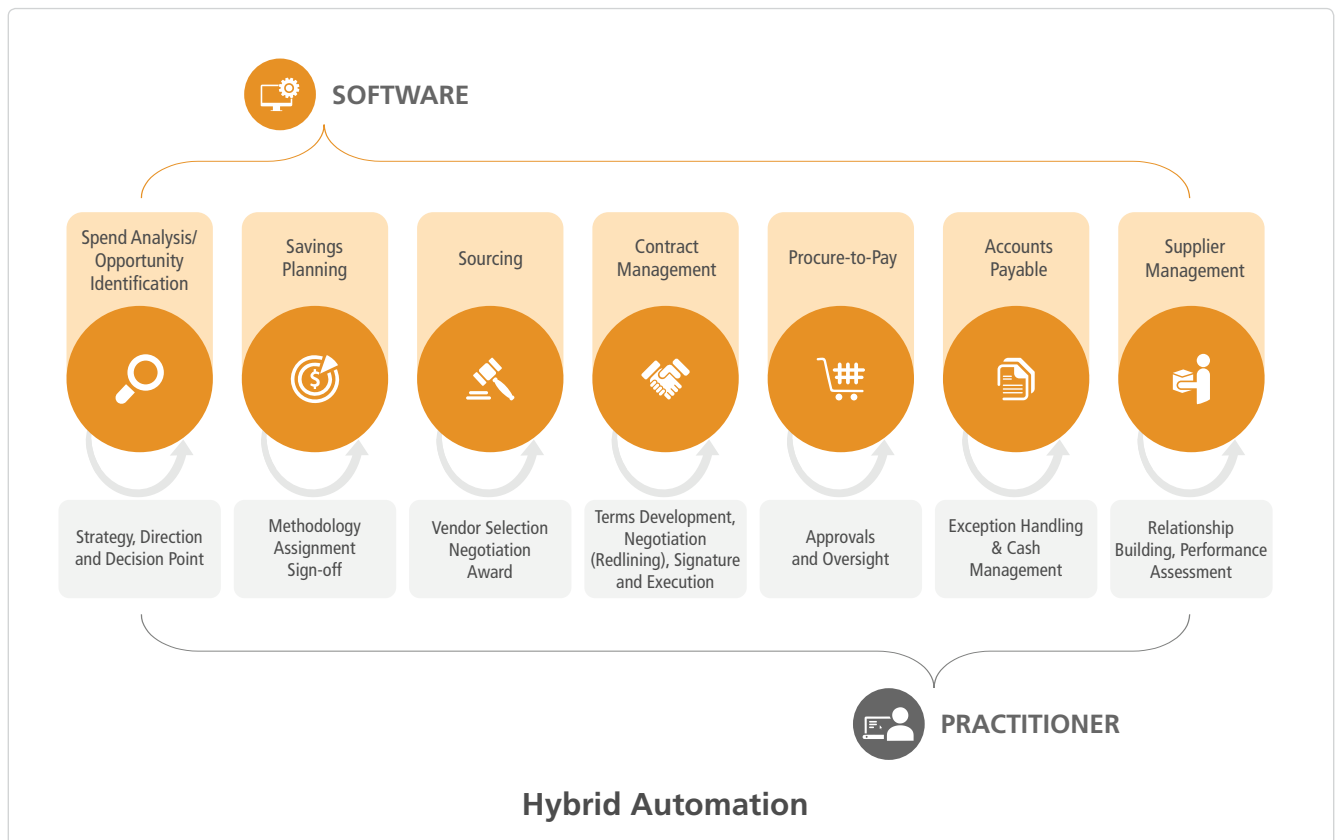 SOFTWARE
Spend Analysis/
Opportunity
Identification
Savings
Planning
Sourcing
Contract
Management
Procure-to-Pay
Accounts
Payable
Supplier
Management
$
Strategy, Direction
and Decision Point
Methodology
Assignment
Sign-off
Vendor Selection
Negotiation
Award
Terms Development,
Negotiation
(Redlining), Signature
and Execution
Approvals
and Oversight
Exception Handling
& Cash
Management
Relationship
Building, Performance
Assessment
PRACTITIONER
Hybrid Automation